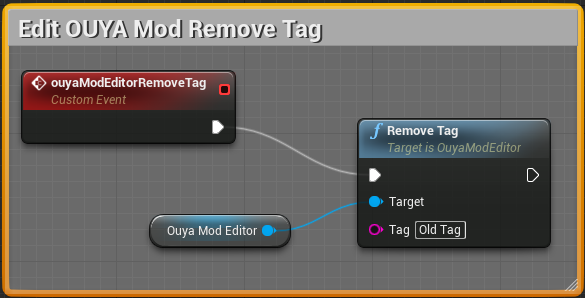 Edit OUYA Mod Remove Tag
ouyaModEditorRemoveTag
Custom Event
Remove Tag
Target is OuyaModEditor
Target
Ouya Mod Editor
Tag Old Tag